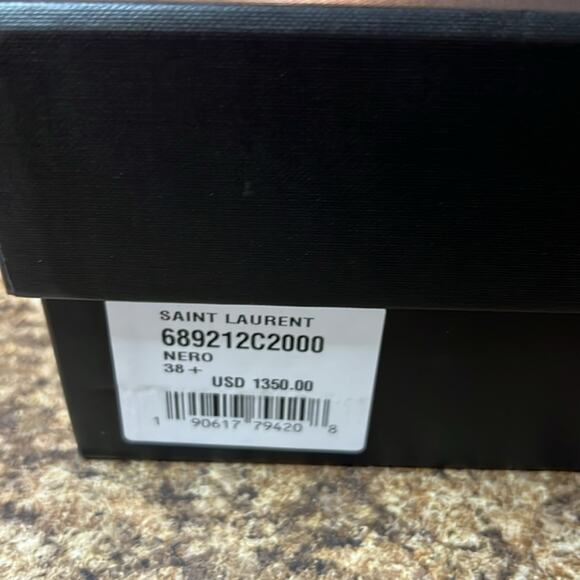 SAINT LAURENT
689212C2000
NERO
38+
USD 1350.00
1 90617 79420 8